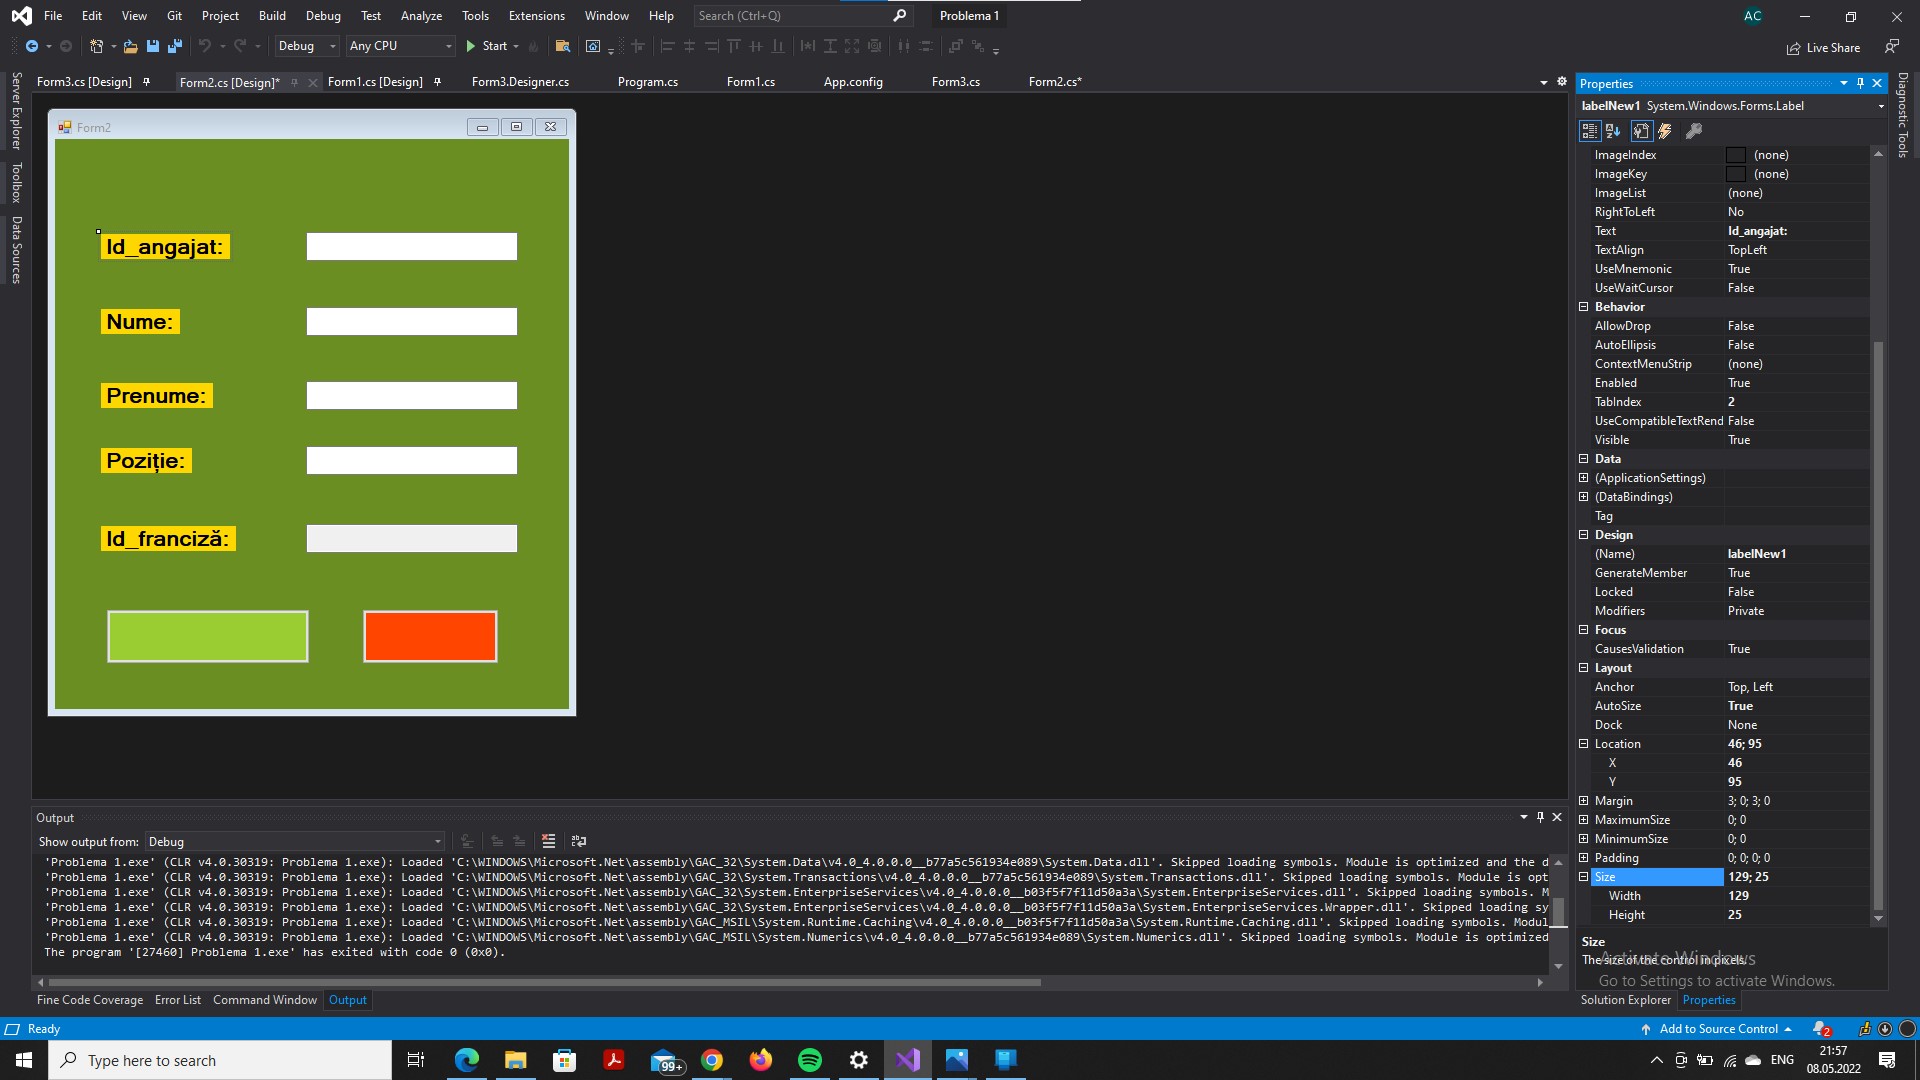 File Edit View Git Project Build Debug Test Analyze Tools Extensions Window Help Search (Ctrl+Q) Problema 1 AC
Debug Any CPU Start Live Share
Form3.cs [Design] Form2.cs [Design]* Form1.cs [Design] Form3.Designer.cs Program.cs Form1.cs App.config Form3.cs Form2.cs*
Server Explorer
Toolbox
Data Sources
Form2
Id_angajat:
Nume:
Prenume:
Poziție:
Id_franciză:
Properties
labelNew1 System.Windows.Forms.Label
ImageIndex (none)
ImageKey (none)
ImageList (none)
RightToLeft No
Text Id_angajat:
TextAlign TopLeft
UseMnemonic True
UseWaitCursor False
Behavior
AllowDrop False
AutoEllipsis False
ContextMenuStrip (none)
Enabled True
TabIndex 2
UseCompatibleTextRend False
Visible True
Data
(ApplicationSettings)
(DataBindings)
Tag
Design
(Name) labelNew1
GenerateMember True
Locked False
Modifiers Private
Focus
CausesValidation True
Layout
Anchor Top, Left
AutoSize True
Dock None
Location 46; 95
X 46
Y 95
Margin 3; 0; 3; 0
MaximumSize 0; 0
MinimumSize 0; 0
Padding 0; 0; 0; 0
Size 129; 25
Width 129
Height 25
Size
The size of the control in pixels.
Activate Windows
Go to Settings to activate Windows.
Solution Explorer Properties
Diagnostic Tools
Output
Show output from: Debug
'Problema 1.exe' (CLR v4.0.30319: Problema 1.exe): Loaded 'C:\WINDOWS\Microsoft.Net\assembly\GAC_32\System.Data\v4.0_4.0.0.0__b77a5c561934e089\System.Data.dll'. Skipped loading symbols. Module is optimized and the d
'Problema 1.exe' (CLR v4.0.30319: Problema 1.exe): Loaded 'C:\WINDOWS\Microsoft.Net\assembly\GAC_32\System.Transactions\v4.0_4.0.0.0__b77a5c561934e089\System.Transactions.dll'. Skipped loading symbols. Module is opt
'Problema 1.exe' (CLR v4.0.30319: Problema 1.exe): Loaded 'C:\WINDOWS\Microsoft.Net\assembly\GAC_32\System.EnterpriseServices\v4.0_4.0.0.0__b03f5f7f11d50a3a\System.EnterpriseServices.dll'. Skipped loading symbols. M
'Problema 1.exe' (CLR v4.0.30319: Problema 1.exe): Loaded 'C:\WINDOWS\Microsoft.Net\assembly\GAC_32\System.EnterpriseServices\v4.0_4.0.0.0__b03f5f7f11d50a3a\System.EnterpriseServices.Wrapper.dll'. Skipped loading sy
'Problema 1.exe' (CLR v4.0.30319: Problema 1.exe): Loaded 'C:\WINDOWS\Microsoft.Net\assembly\GAC_MSIL\System.Runtime.Caching\v4.0_4.0.0.0__b03f5f7f11d50a3a\System.Runtime.Caching.dll'. Skipped loading symbols. Modul
'Problema 1.exe' (CLR v4.0.30319: Problema 1.exe): Loaded 'C:\WINDOWS\Microsoft.Net\assembly\GAC_MSIL\System.Numerics\v4.0_4.0.0.0__b77a5c561934e089\System.Numerics.dll'. Skipped loading symbols. Module is optimized
The program '[27460] Problema 1.exe' has exited with code 0 (0x0).
Fine Code Coverage Error List Command Window Output
Ready Add to Source Control 2
Type here to search 99+ ENG 21:57
08.05.2022